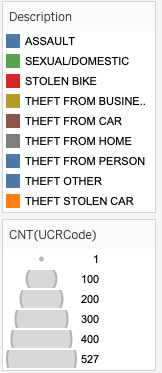 Description
ASSAULT
SEXUAL/DOMESTIC
STOLEN BIKE
THEFT FROM BUSINE..
THEFT FROM CAR
THEFT FROM HOME
THEFT FROM PERSON
THEFT OTHER
THEFT STOLEN CAR
CNT(UCRCode)
1
100
200
300
400
527